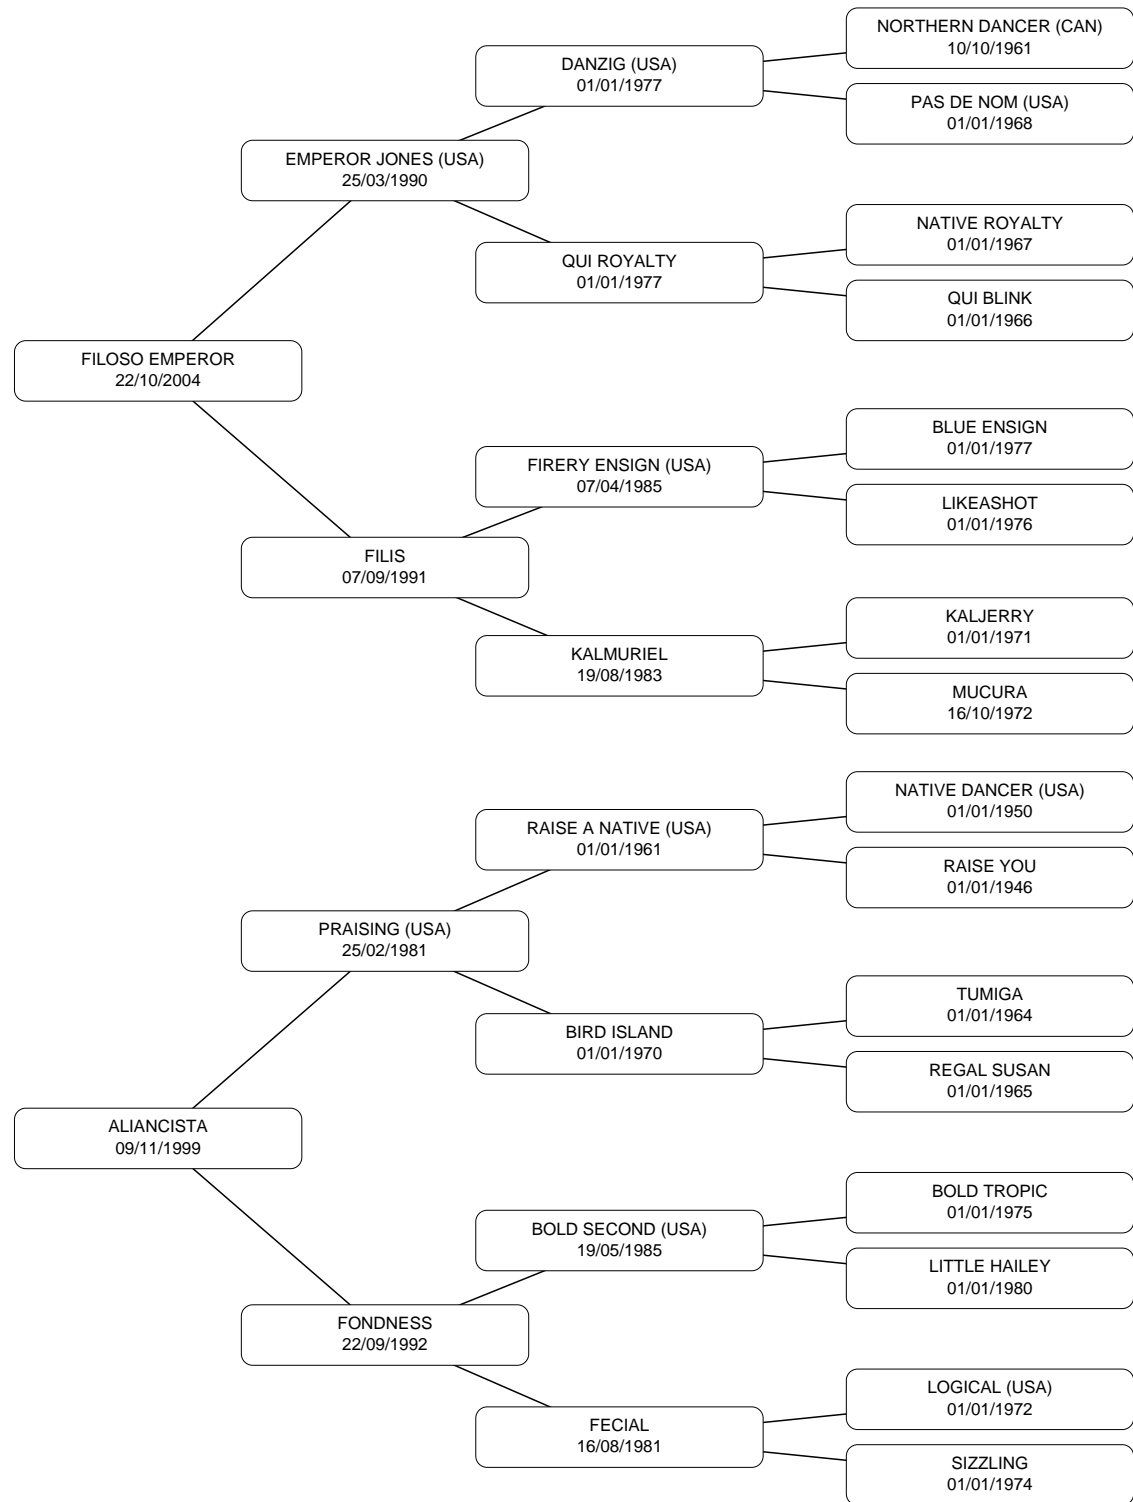 NORTHERN DANCER (CAN)
10/10/1961
DANZIG (USA)
01/01/1977
PAS DE NOM (USA)
01/01/1968
EMPEROR JONES (USA)
25/03/1990
NATIVE ROYALTY
01/01/1967
QUI ROYALTY
01/01/1977
QUI BLINK
01/01/1966
FILOSO EMPEROR
22/10/2004
BLUE ENSIGN
01/01/1977
FIRERY ENSIGN (USA)
07/04/1985
LIKEASHOT
01/01/1976
FILIS
07/09/1991
KALJERRY
01/01/1971
KALMURIEL
19/08/1983
MUCURA
16/10/1972
NATIVE DANCER (USA)
01/01/1950
RAISE A NATIVE (USA)
01/01/1961
RAISE YOU
01/01/1946
PRAISING (USA)
25/02/1981
TUMIGA
01/01/1964
BIRD ISLAND
01/01/1970
REGAL SUSAN
01/01/1965
ALIANCISTA
09/11/1999
BOLD TROPIC
01/01/1975
BOLD SECOND (USA)
19/05/1985
LITTLE HAILEY
01/01/1980
FONDNESS
22/09/1992
LOGICAL (USA)
01/01/1972
FECIAL
16/08/1981
SIZZLING
01/01/1974